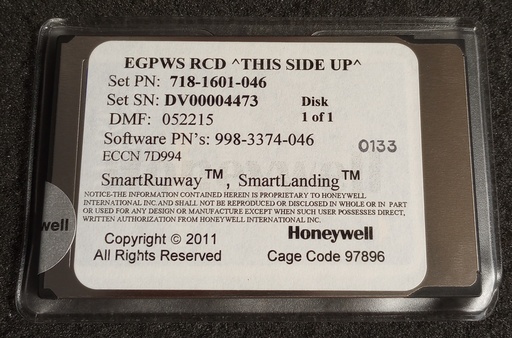 EGPWS RCD ^THIS SIDE UP^
Set PN: 718-1601-046
Set SN: DV00004473 Disk
DMF: 052215 1 of 1
Software PN's: 998-3374-046 0133
ECCN 7D994
SmartRunway™, SmartLanding™
NOTICE-THE INFORMATION CONTAINED HEREIN IS PROPRIETARY TO HONEYWELL
INTERNATIONAL INC.AND SHALL NOT BE REPRODUCED OR DISCLOSED IN WHOLE OR IN PART
OR USED FOR ANY DESIGN OR MANUFACTURE EXCEPT WHEN SUCH USER POSSESSES DIRECT,
WRITTEN AUTHORIZATION FROM HONEYWELL INTERNATIONAL INC.
well
Copyright © 2011 Honeywell
All Rights Reserved Cage Code 97896